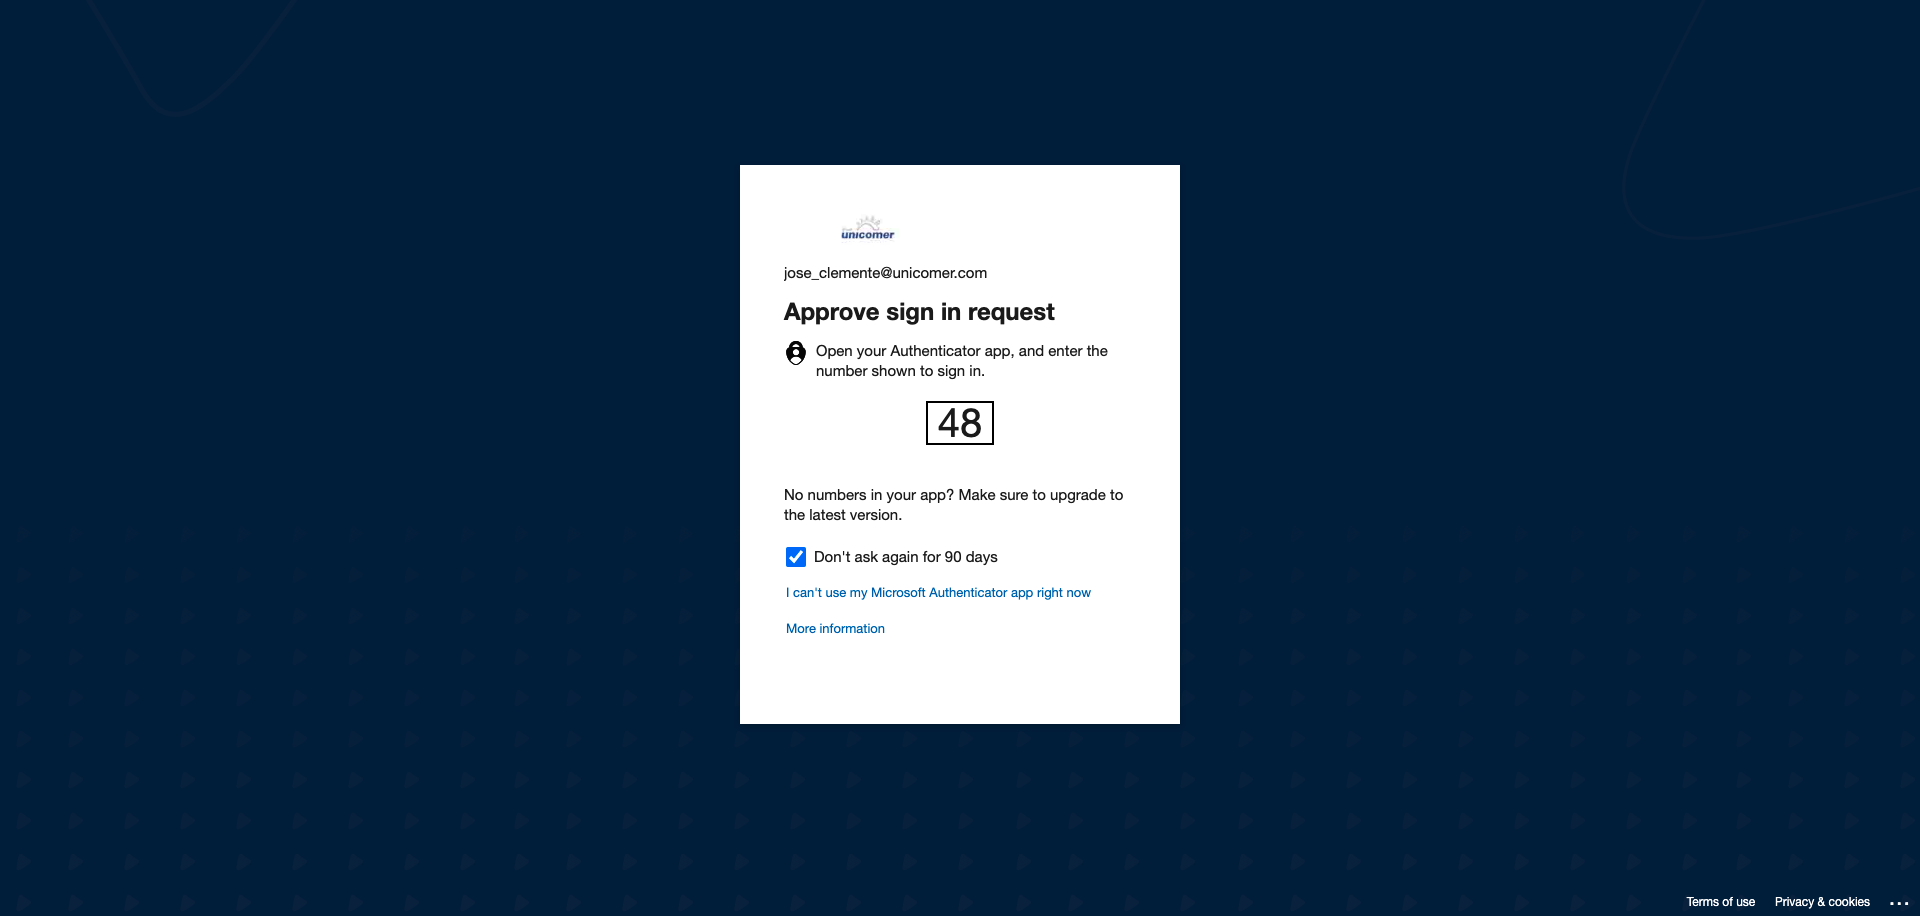 unicomer
jose_clemente@unicomer.com
Approve sign in request
Open your Authenticator app, and enter the
number shown to sign in.
48
No numbers in your app? Make sure to upgrade to
the latest version.
Don't ask again for 90 days
I can't use my Microsoft Authenticator app right now
More information
Terms of use
Privacy & cookies
...